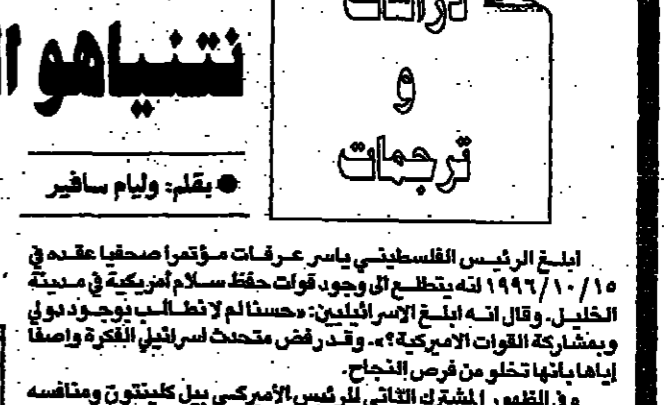 دراسات
و
ترجمات
نتنياهو
● بقلم: وليام سافير
ابلغ الرئيس الفلسطيني ياسر عرفات مؤتمرا صحفيا عقده في
١٩٩٦/١٠/١٥ انه يتطلع الى وجود قوات حفظ سلام أمريكية في مدينة
الخليل. وقال انه ابلغ الإسرائيليين: «حسنا لم لا نطالب بوجود دولي
وبمشاركة القوات الاميركية؟». وقد رفض متحدث اسرائيلي الفكرة واصفا
إياها بأنها تخلو من فرص النجاح.
وفي الظهور المشترك الثاني للرئيس الأميركي بيل كلينتون ومنافسه